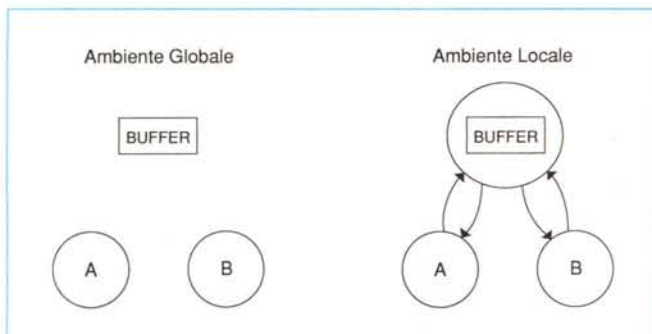 Ambiente Globale
BUFFER
A
B
Ambiente Locale
BUFFER
A
B